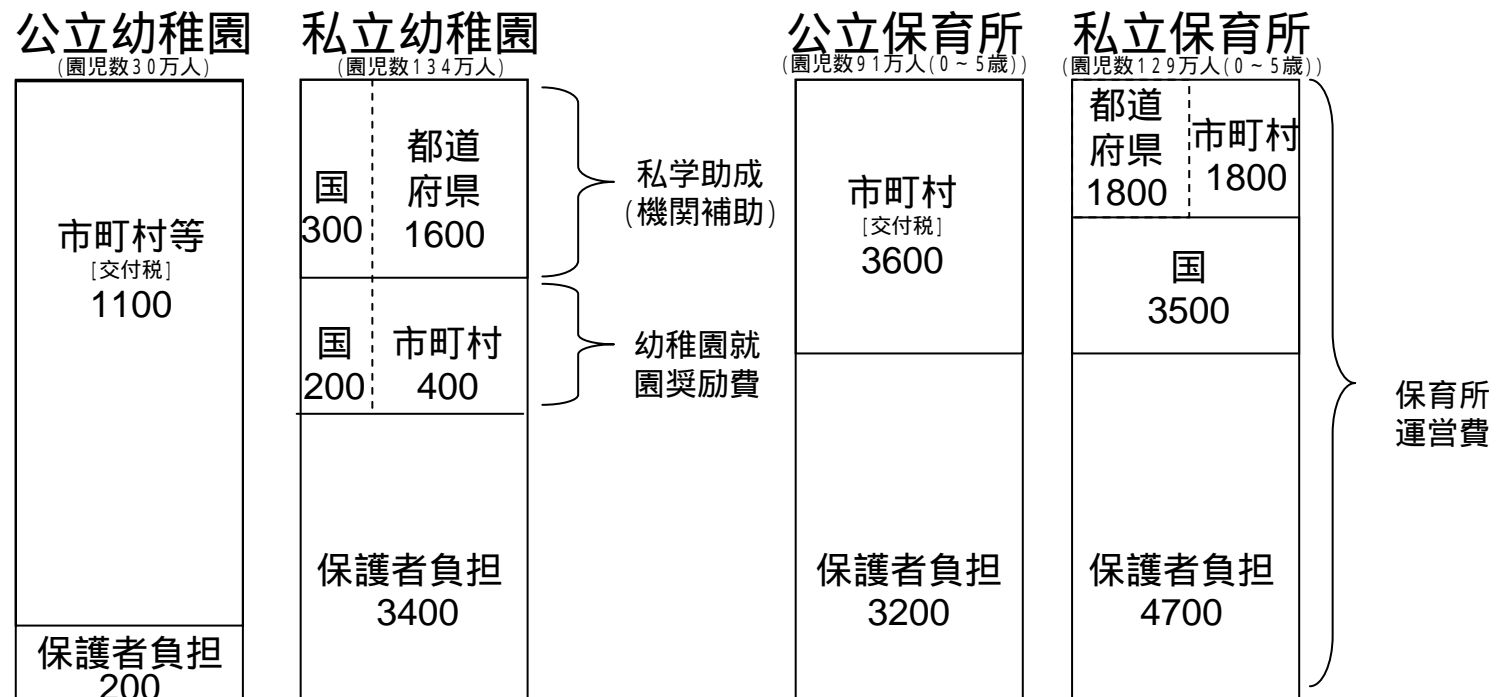 公立幼稚園
(園児数30万人)
市町村等
[交付税]
1100
保護者負担
200
私立幼稚園
(園児数134万人)
国
300
都道
府県
1600
国
200
市町村
400
保護者負担
3400
私学助成
(機関補助)
幼稚園就
園奨励費
公立保育所
(園児数91万人(0~5歳))
市町村
[交付税]
3600
保護者負担
3200
私立保育所
(園児数129万人(0~5歳))
都道
府県
1800
市町村
1800
国
3500
保護者負担
4700
保育所
運営費